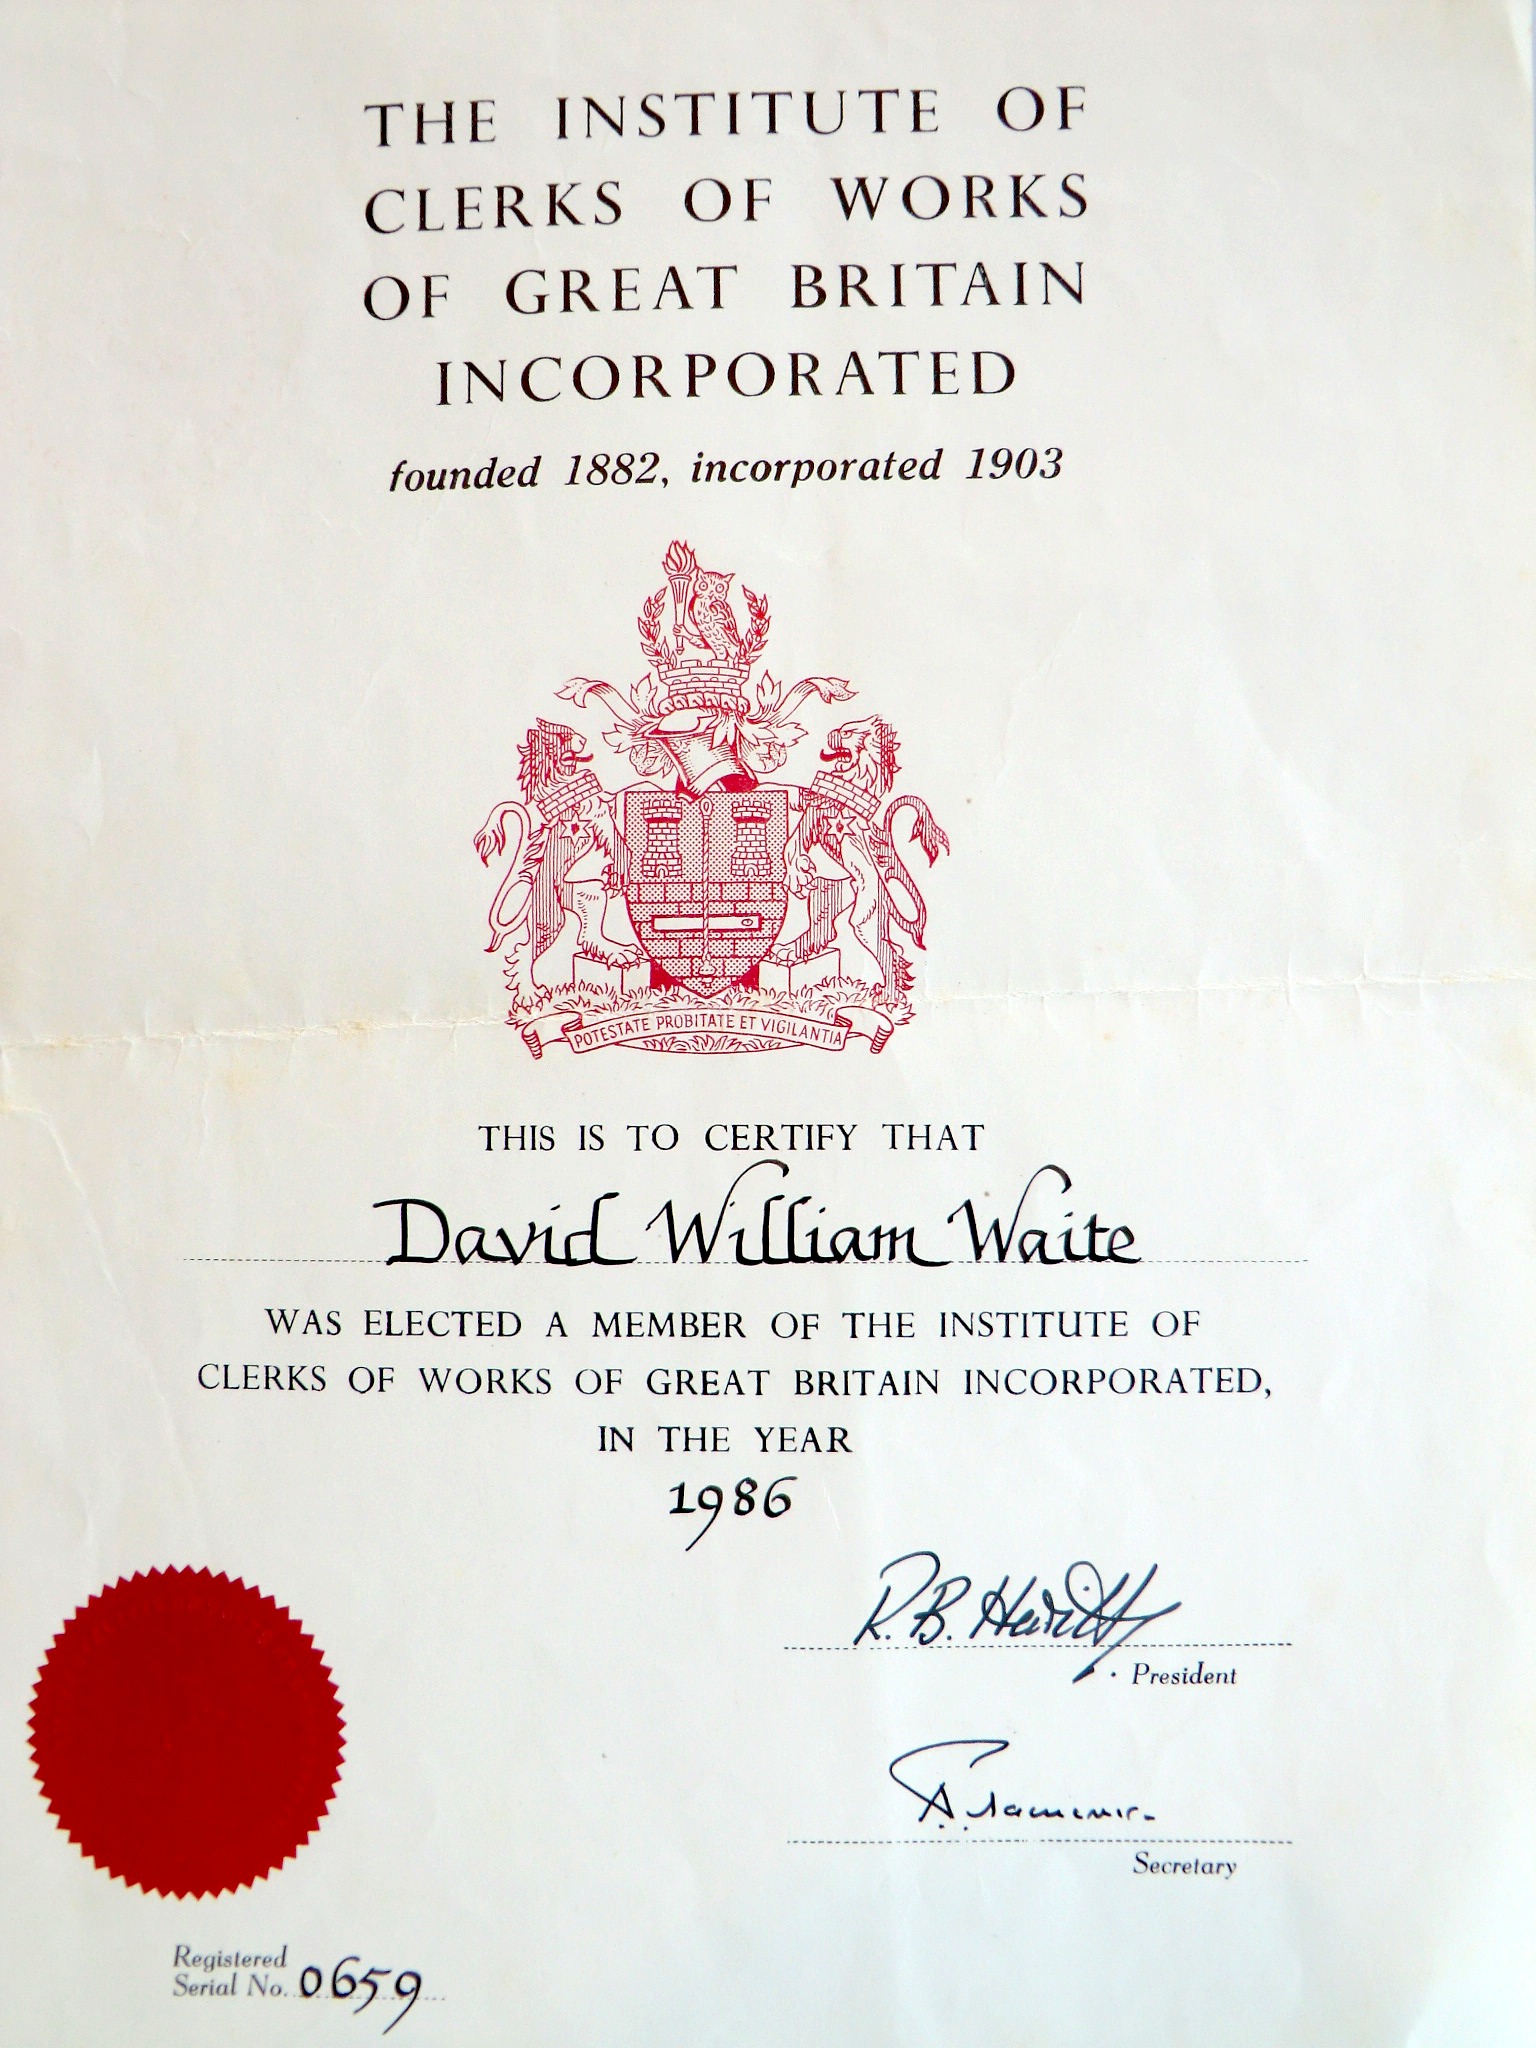 THE INSTITUTE OF
CLERKS OF WORKS
OF GREAT BRITAIN
INCORPORATED
founded 1882, incorporated 1903
POTESTATE PROBITATE ET VIGILANTIA
THIS IS TO CERTIFY THAT
David William Waite
WAS ELECTED A MEMBER OF THE INSTITUTE OF
CLERKS OF WORKS OF GREAT BRITAIN INCORPORATED,
IN THE YEAR
1986
R. B.
President
Secretary
Registered
Serial No. 0659